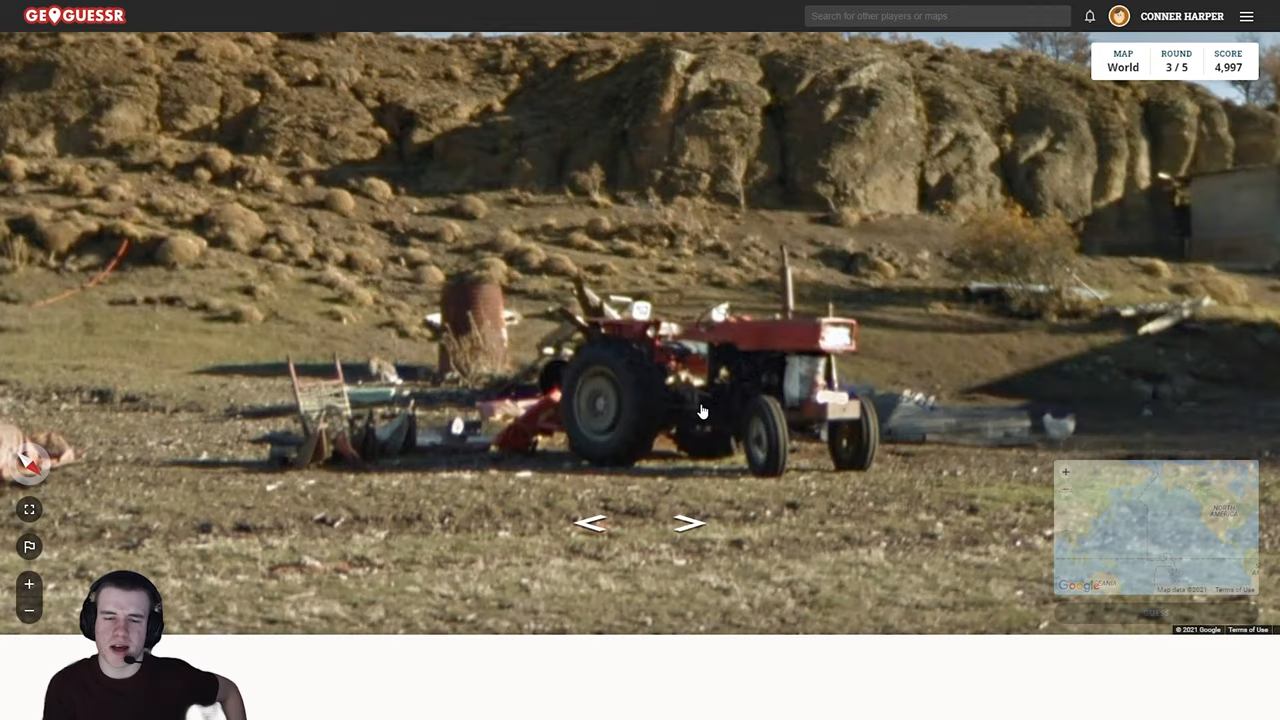 GEOGUESSR
Search for other players or maps
CONNER HARPER
MAP
World
ROUND
3 / 5
SCORE
4,997
NORTH
AMERICA
Google
Map data ©2021
Terms of Use
© 2021 Google
Terms of Use